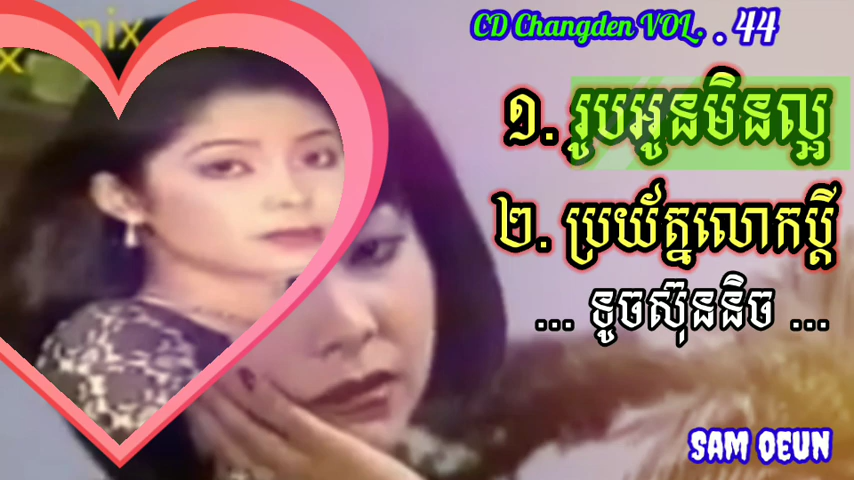 CD Changden VOL. . 44
១. រូបអូនមិនល្អ
២. ប្រយ័ត្នលោកប្ដី
... ទូចស៊ុននិច ...
SAM OEUN